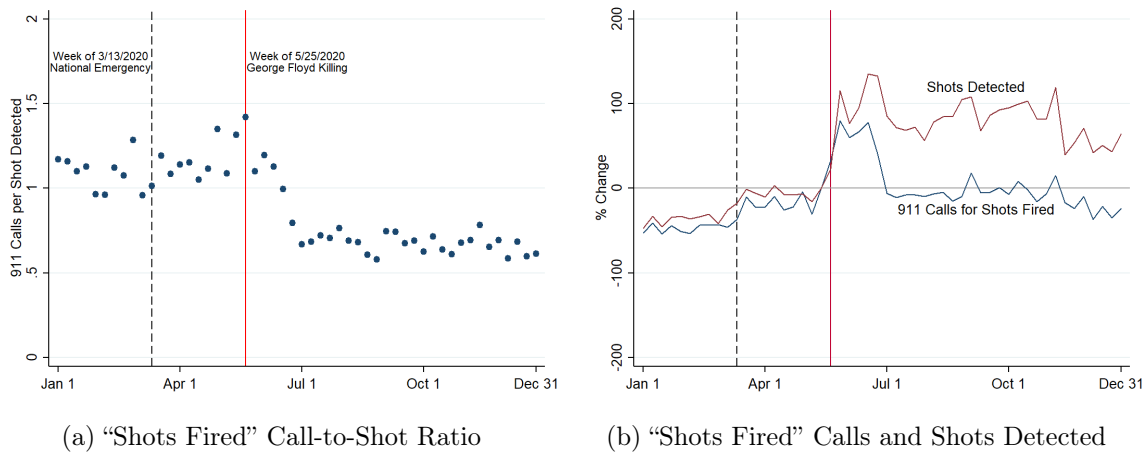 911 Calls per Shot Detected
2
1.5
1
.5
0
Week of 3/13/2020
National Emergency
Week of 5/25/2020
George Floyd Killing
Jan 1
Apr 1
Jul 1
Oct 1
Dec 31
(a) “Shots Fired” Call-to-Shot Ratio
% Change
200
100
0
-100
-200
Shots Detected
911 Calls for Shots Fired
Jan 1
Apr 1
Jul 1
Oct 1
Dec 31
(b) “Shots Fired” Calls and Shots Detected